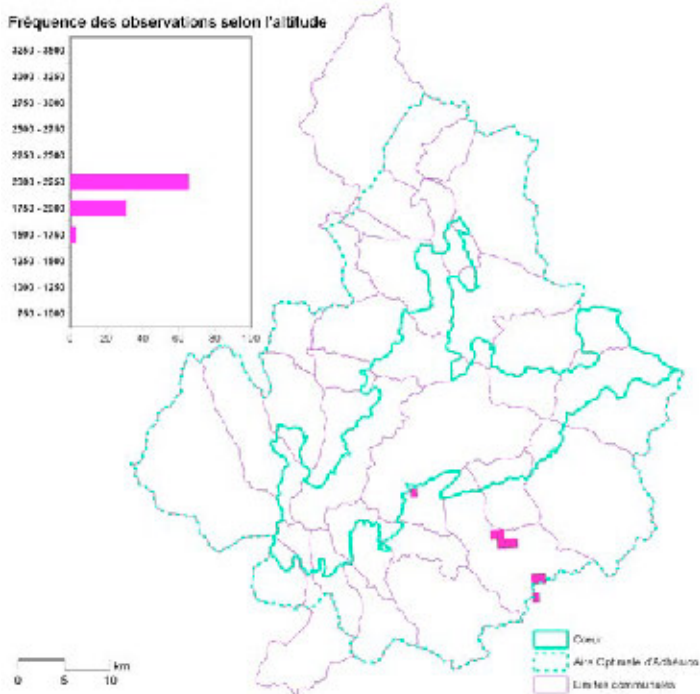 Fréquence des observations selon l'altitude
3250 - 3500
3000 - 3250
2750 - 3000
2500 - 2750
2250 - 2500
2000 - 2250
1750 - 2000
1500 - 1750
1250 - 1500
1000 - 1250
750 - 1000
0 20 40 60 80 100
Cœur
Aire Optimale d'Adhésion
Limites communales
0 5 10 km